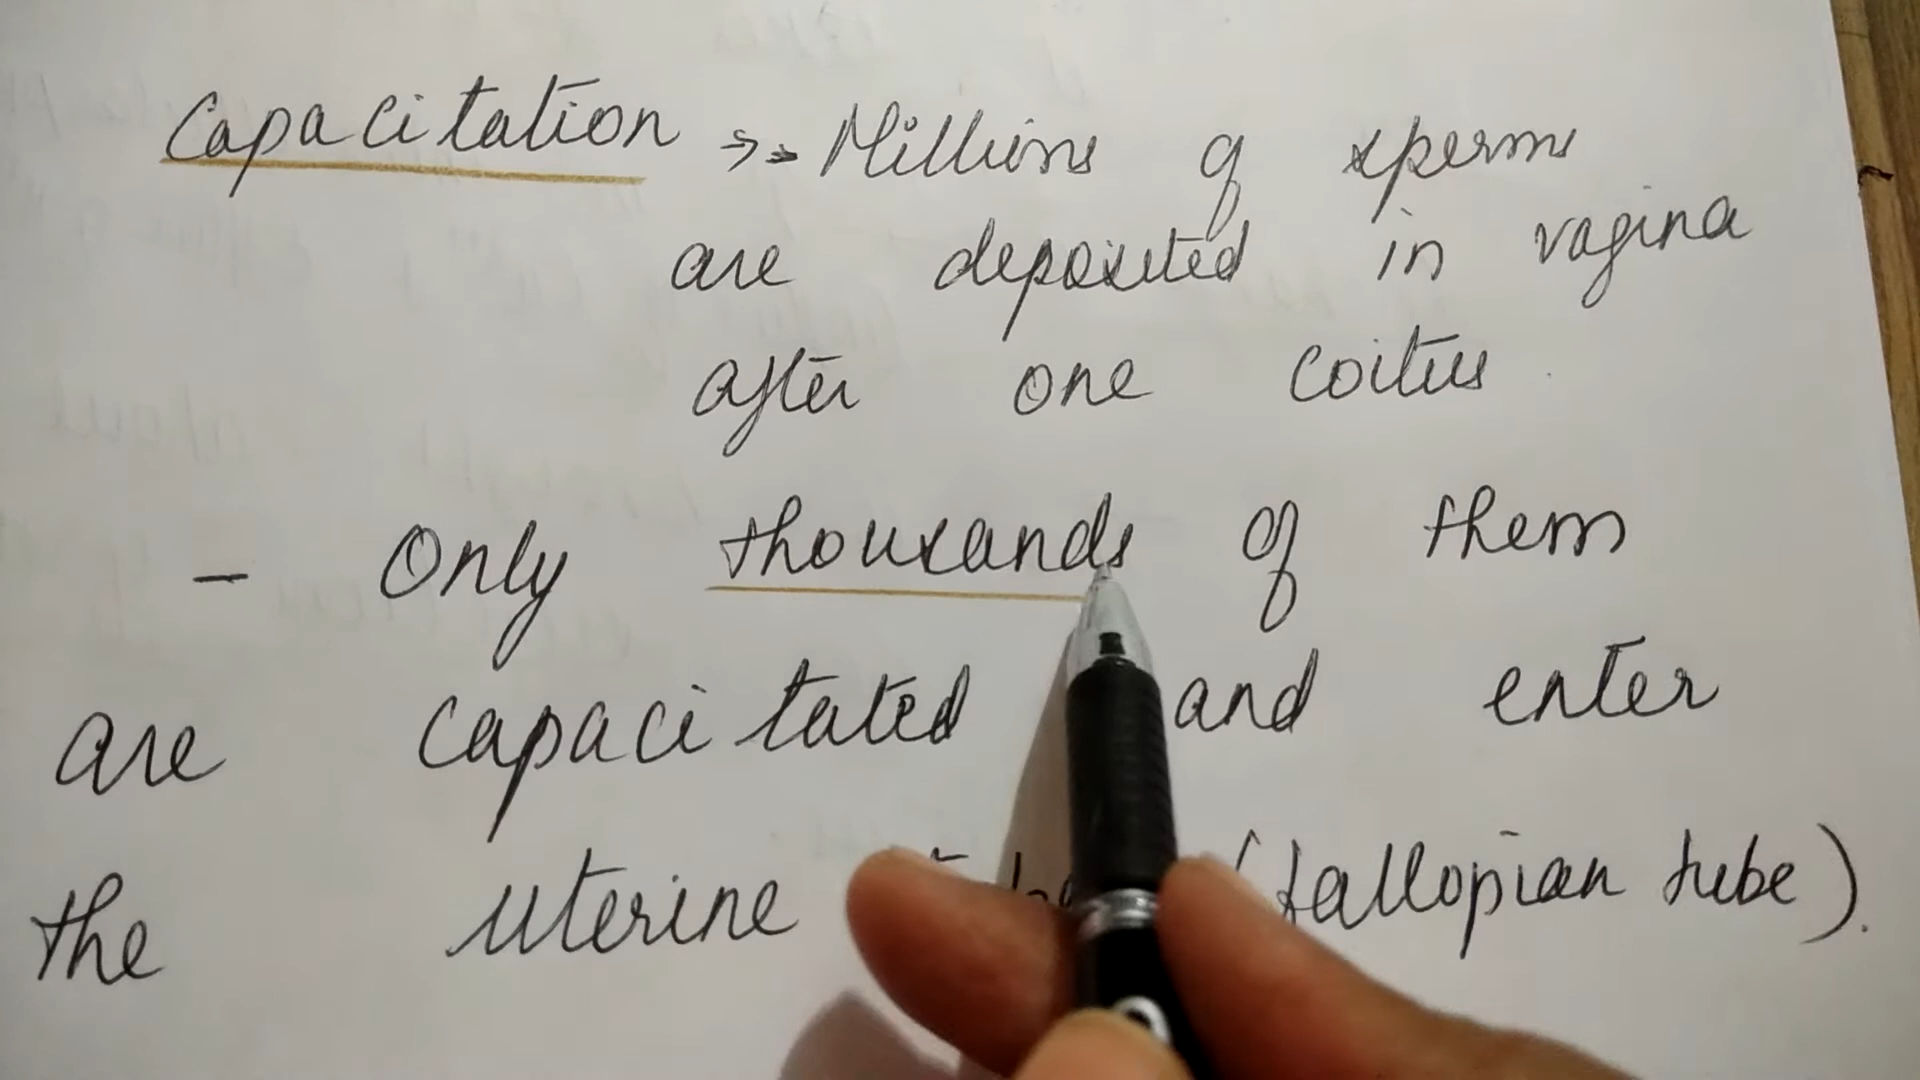 Capacitation →→ Millions of sperms
are deposited in vagina
after one coitus
- Only thousands of them
are capacitated and enter
the uterine (fallopian tube).